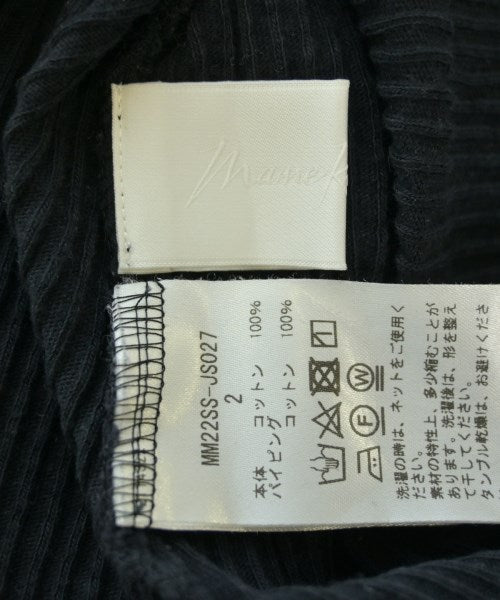 Mamek
MM22SS-JS027
2
本体 コットン 100%
パイピング コットン 100%
F W
洗濯の時は、ネットをご使用く
ださい。
素材の特性上、多少縮むことが
あります。洗濯後は、形を整え
て干してください。
タンブル乾燥は、お避けくださ